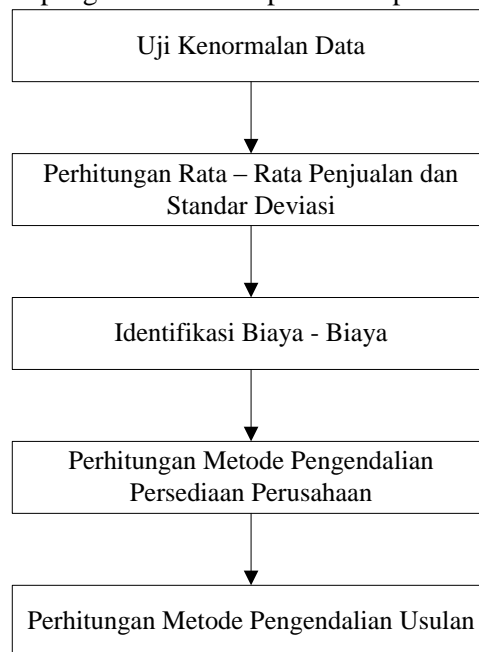 Uji Kenormalan Data
Perhitungan Rata – Rata Penjualan dan
Standar Deviasi
Identifikasi Biaya - Biaya
Perhitungan Metode Pengendalian
Persediaan Perusahaan
Perhitungan Metode Pengendalian Usulan